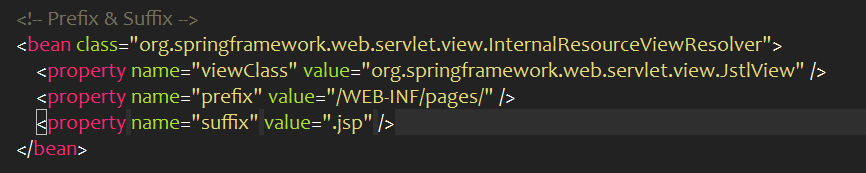 <!-- Prefix & Suffix -->
<bean class="org.springframework.web.servlet.view.InternalResourceViewResolver">
<property name="viewClass" value="org.springframework.web.servlet.view.JstlView" />
<property name="prefix" value="/WEB-INF/pages/" />
<property name="suffix" value=".jsp" />
</bean>